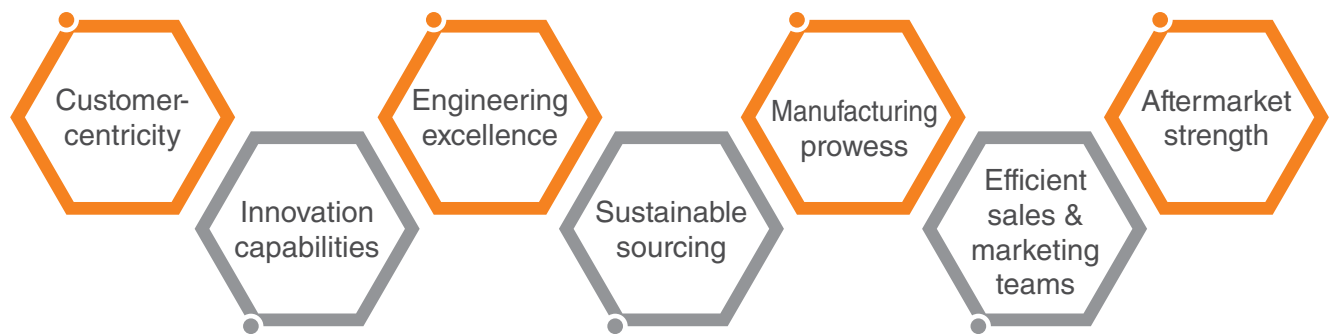 Customer-
centricity
Innovation
capabilities
Engineering
excellence
Sustainable
sourcing
Manufacturing
prowess
Efficient
sales &
marketing
teams
Aftermarket
strength